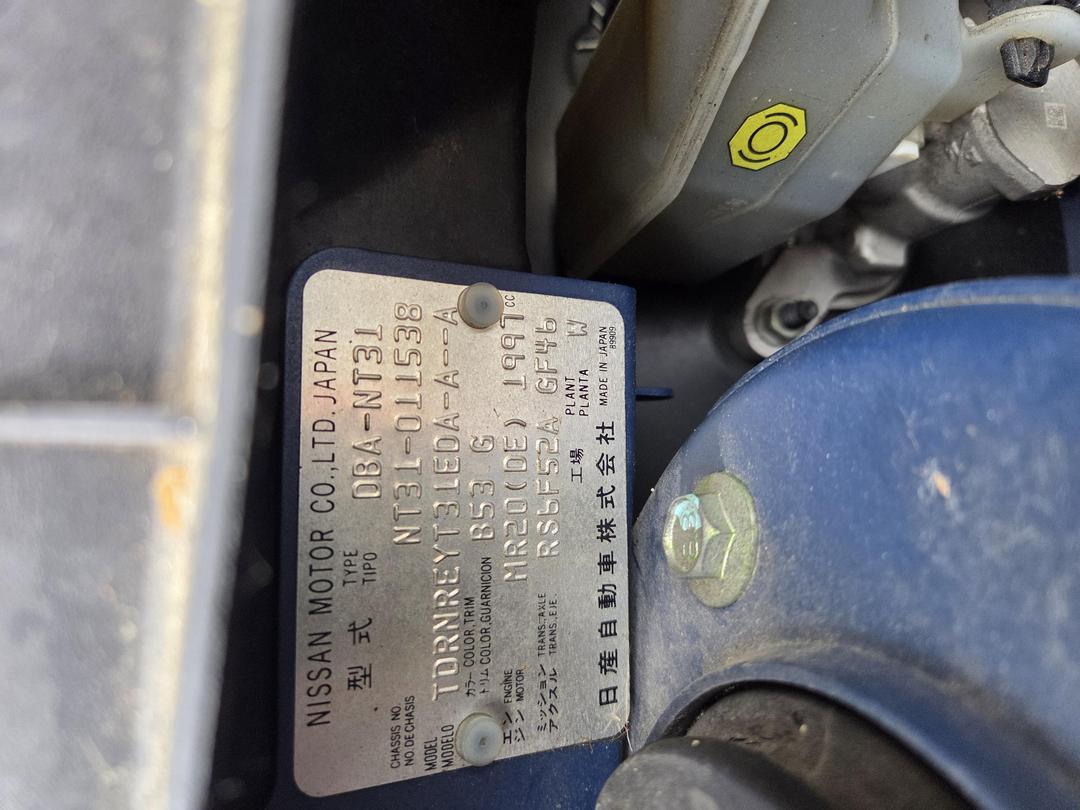 NISSAN MOTOR CO.,LTD.JAPAN
型式 TYPE TIPO DBA-NT31
CHASSIS NO. NO.DE CHASIS NT31-011538
MODEL MODELO TDRNREYT31EDA-A---A
カラー COLOR,TRIM トリム COLOR,GUARNICION B53 G
エンジン ENGINE MOTOR MR20(DE) 1997CC
ミッション TRANS.,AXLE アクスル TRANS.,EJE. RS6F52A GF46
工場 PLANT PLANTA W
日産自動車株式会社 MADE IN JAPAN
89909